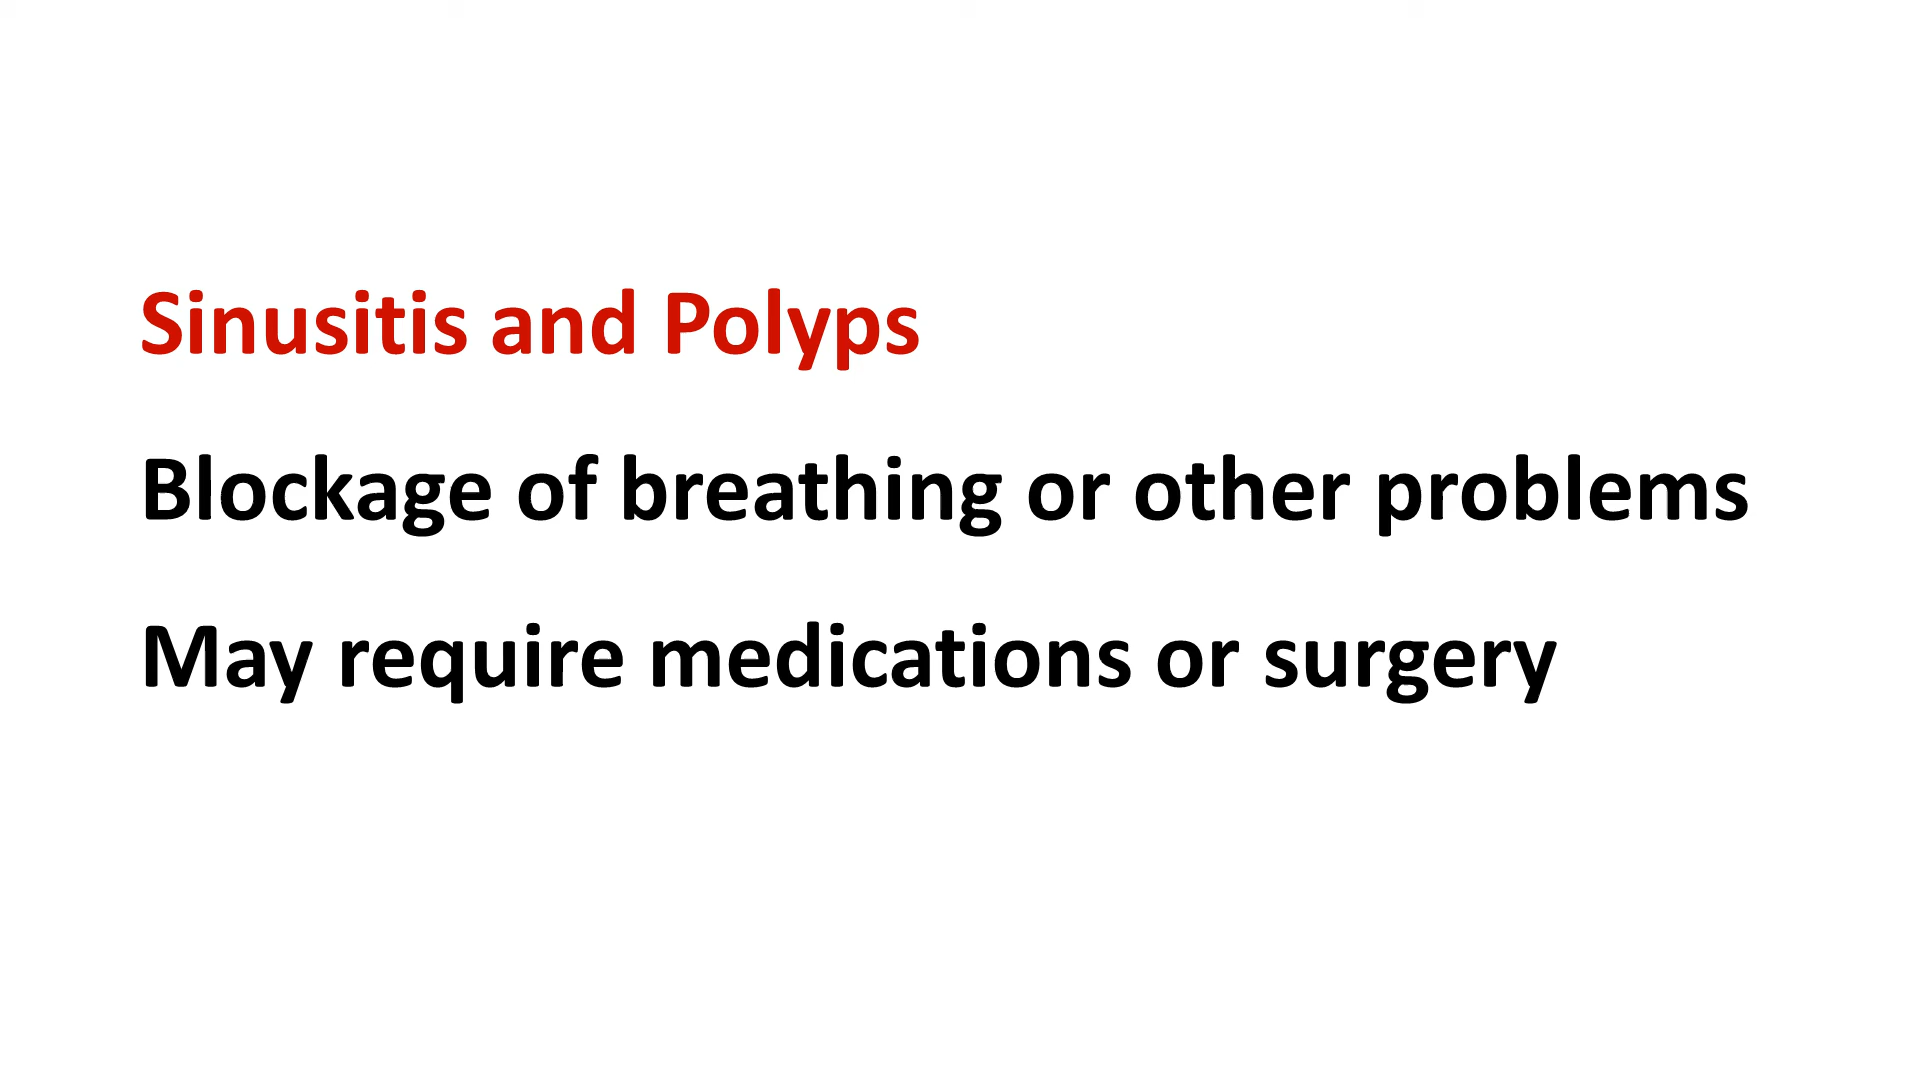 Sinusitis and Polyps
Blockage of breathing or other problems
May require medications or surgery